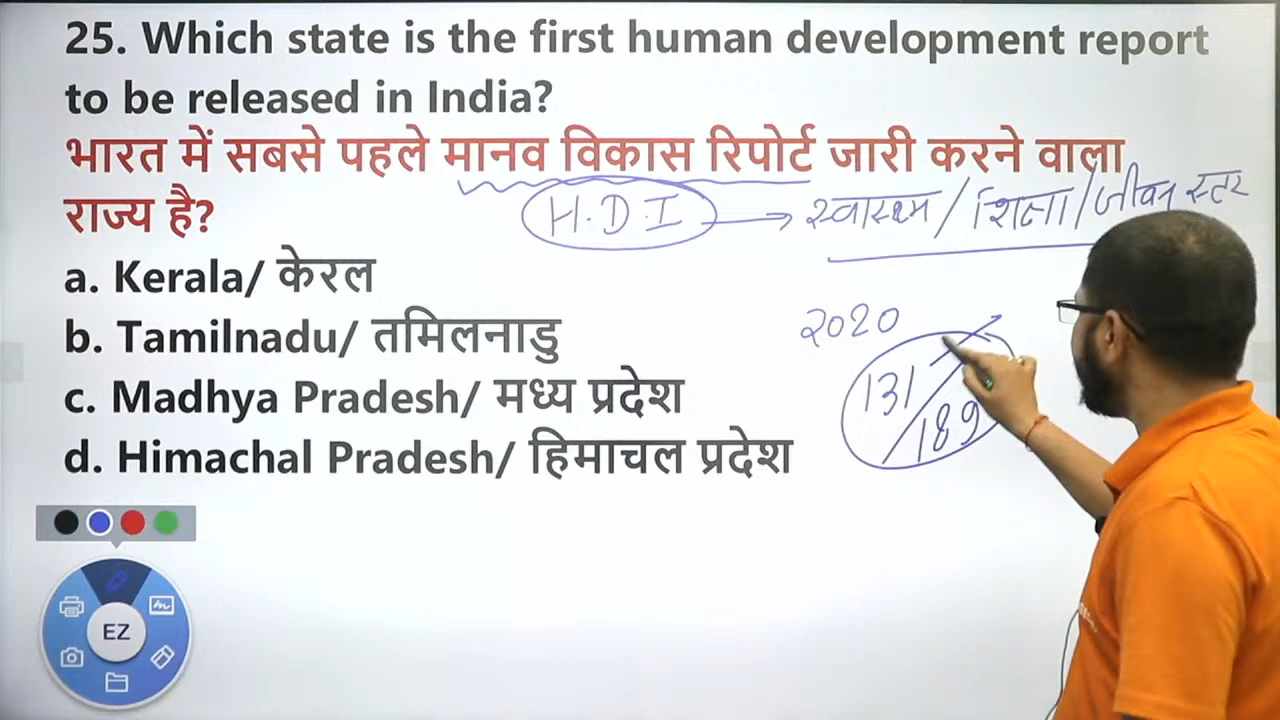 25. Which state is the first human development report
to be released in India?
भारत में सबसे पहले मानव विकास रिपोर्ट जारी करने वाला
राज्य है?
H.D.I → स्वास्थ्य / शिक्षा / जीवन स्तर
a. Kerala/ केरल
b. Tamilnadu/ तमिलनाडु
c. Madhya Pradesh/ मध्य प्रदेश
d. Himachal Pradesh/ हिमाचल प्रदेश
2020
131/189
EZ